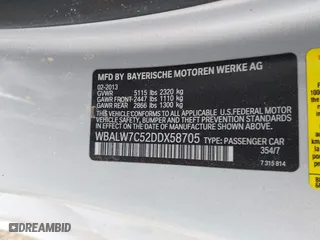 MFD BY BAYERISCHE MOTOREN WERKE AG
02-2013
GVWR 5115 lbs 2320 kg
GAWR FRONT-2447 lbs 1110 kg
GAWR REAR 2866 lbs 1300 kg
THIS VEHICLE CONFORMS TO ALL APPLICABLE U.S. FEDERAL MOTOR
VEHICLE SAFETY, BUMPER, AND THEFT PREVENTION STANDARDS
IN EFFECT ON THE DATE OF MANUFACTURE SHOWN ABOVE.
WBALW7C52DDX58705 TYPE: PASSENGER CAR
354/7
7 315 814
DREAMBID.COM